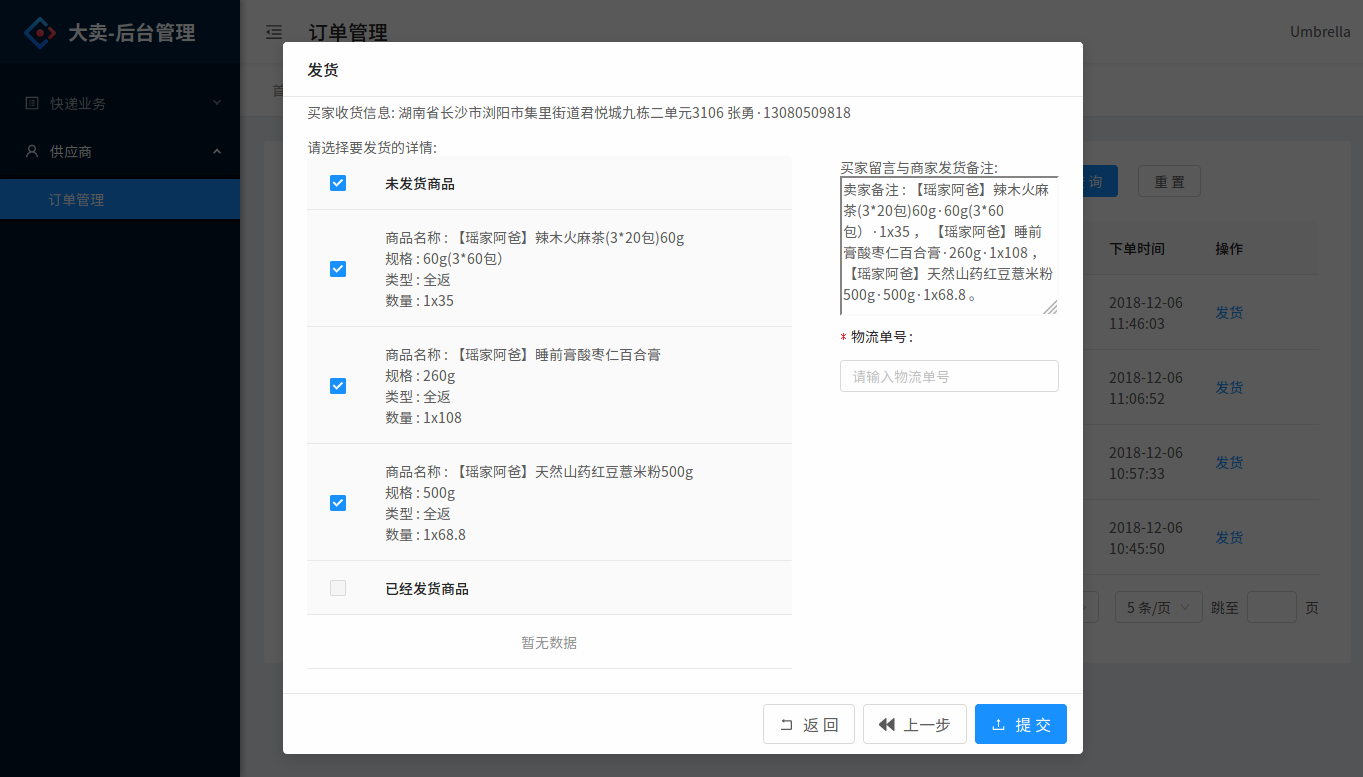 大卖-后台管理
订单管理
Umbrella
快递业务
供应商
订单管理
首
发货
买家收货信息: 湖南省长沙市浏阳市集里街道君悦城九栋二单元3106 张勇·13080509818
请选择要发货的详情:
未发货商品
商品名称 : 【瑶家阿爸】辣木火麻茶(3*20包)60g
规格 : 60g(3*60包）
类型 : 全返
数量 : 1x35
商品名称 : 【瑶家阿爸】睡前膏酸枣仁百合膏
规格 : 260g
类型 : 全返
数量 : 1x108
商品名称 : 【瑶家阿爸】天然山药红豆薏米粉500g
规格 : 500g
类型 : 全返
数量 : 1x68.8
已经发货商品
暂无数据
买家留言与商家发货备注:
卖家备注 : 【瑶家阿爸】辣木火麻
茶(3*20包)60g·60g(3*60
包）·1x35 ， 【瑶家阿爸】睡前
膏酸枣仁百合膏·260g·1x108 ，
【瑶家阿爸】天然山药红豆薏米粉
500g·500g·1x68.8 。
* 物流单号 :
请输入物流单号
返 回
上一步
提 交
询
重 置
下单时间
操作
2018-12-06
11:46:03
发货
2018-12-06
11:06:52
发货
2018-12-06
10:57:33
发货
2018-12-06
10:45:50
发货
5 条/页
跳至
页